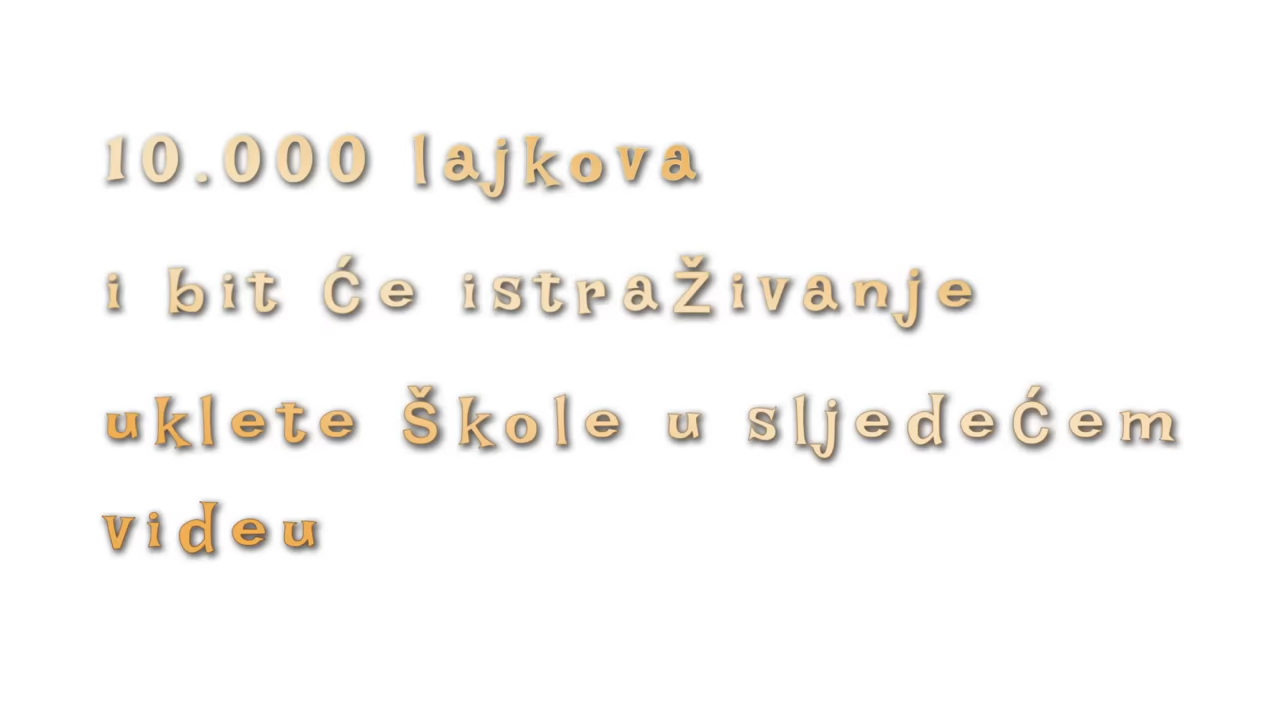 10.000 lajkova
i bit Će istraŽivanje
uklete Škole u sljedeĆem
videu